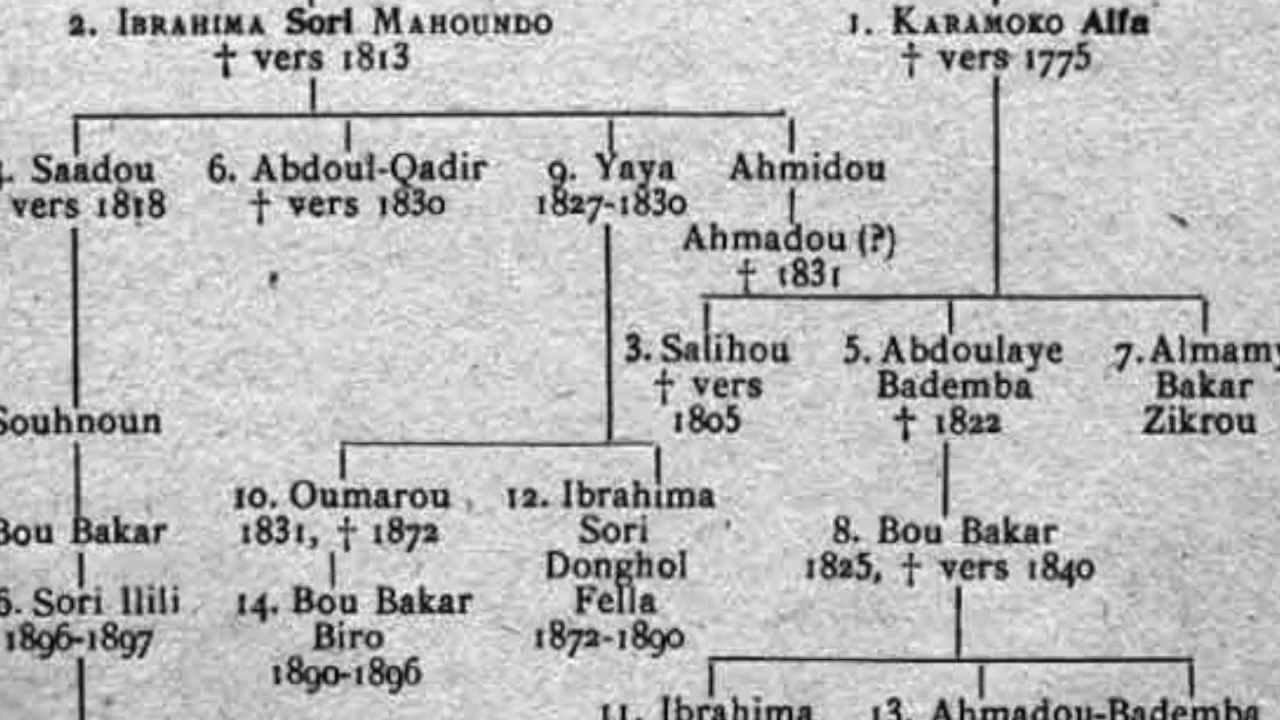 2. IBRAHIMA Sori MAHOUNDO
† vers 1813
1. KARAMOKO Alfa
† vers 1775
. Saadou
vers 1818
6. Abdoul-Qadir
† vers 1830
9. Yaya
1827-1830
Ahmidou
Ahmadou (?)
† 1831
3. Salihou
† vers
1805
5. Abdoulaye
Bademba
† 1822
7. Almamy
Bakar
Zikrou
Souhnoun
Bou Bakar
6. Sori Ilili
1896-1897
10. Oumarou
1831, † 1872
14. Bou Bakar
Biro
1890-1896
12. Ibrahima
Sori
Donghol
Fella
1872-1890
8. Bou Bakar
1825, † vers 1840
11. Ibrahima
13. Ahmadou-Bademba